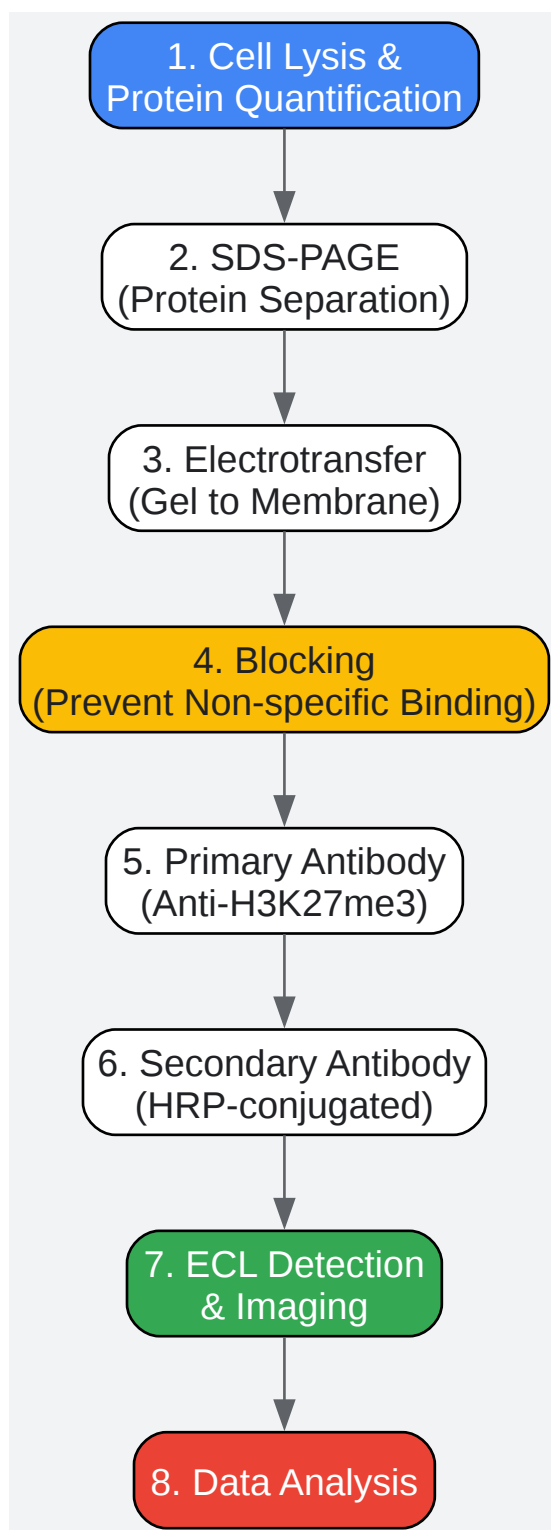 1. Cell Lysis &
Protein Quantification
2. SDS-PAGE
(Protein Separation)
3. Electrotransfer
(Gel to Membrane)
4. Blocking
(Prevent Non-specific Binding)
5. Primary Antibody
(Anti-H3K27me3)
6. Secondary Antibody
(HRP-conjugated)
7. ECL Detection
& Imaging
8. Data Analysis